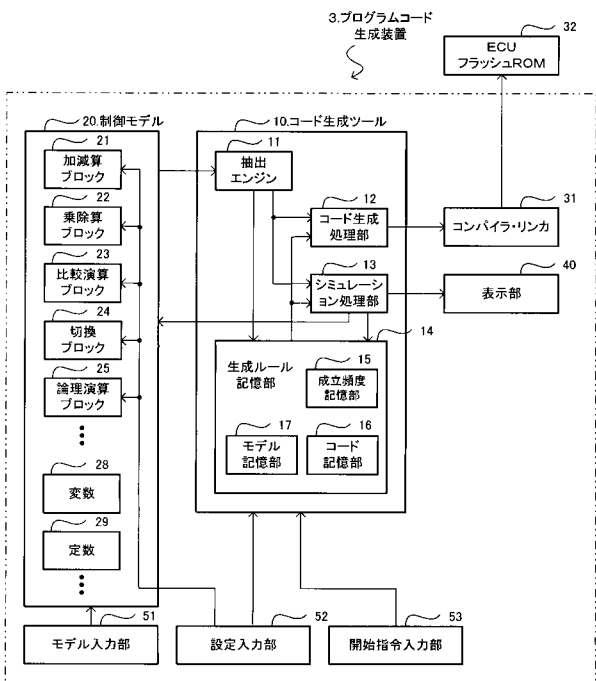 3.プログラムコード
生成装置
32
ECU
フラッシュROM
20.制御モデル
21
加減算
ブロック
22
乗除算
ブロック
23
比較演算
ブロック
24
切換
ブロック
25
論理演算
ブロック
28
変数
29
定数
10.コード生成ツール
11
抽出
エンジン
12
コード生成
処理部
13
シミュレーシ
ョン処理部
14
生成ルール
記憶部
15
成立頻度
記憶部
17
モデル
記憶部
16
コード
記憶部
31
コンパイラ・リンカ
40
表示部
51
モデル入力部
52
設定入力部
53
開始指令入力部